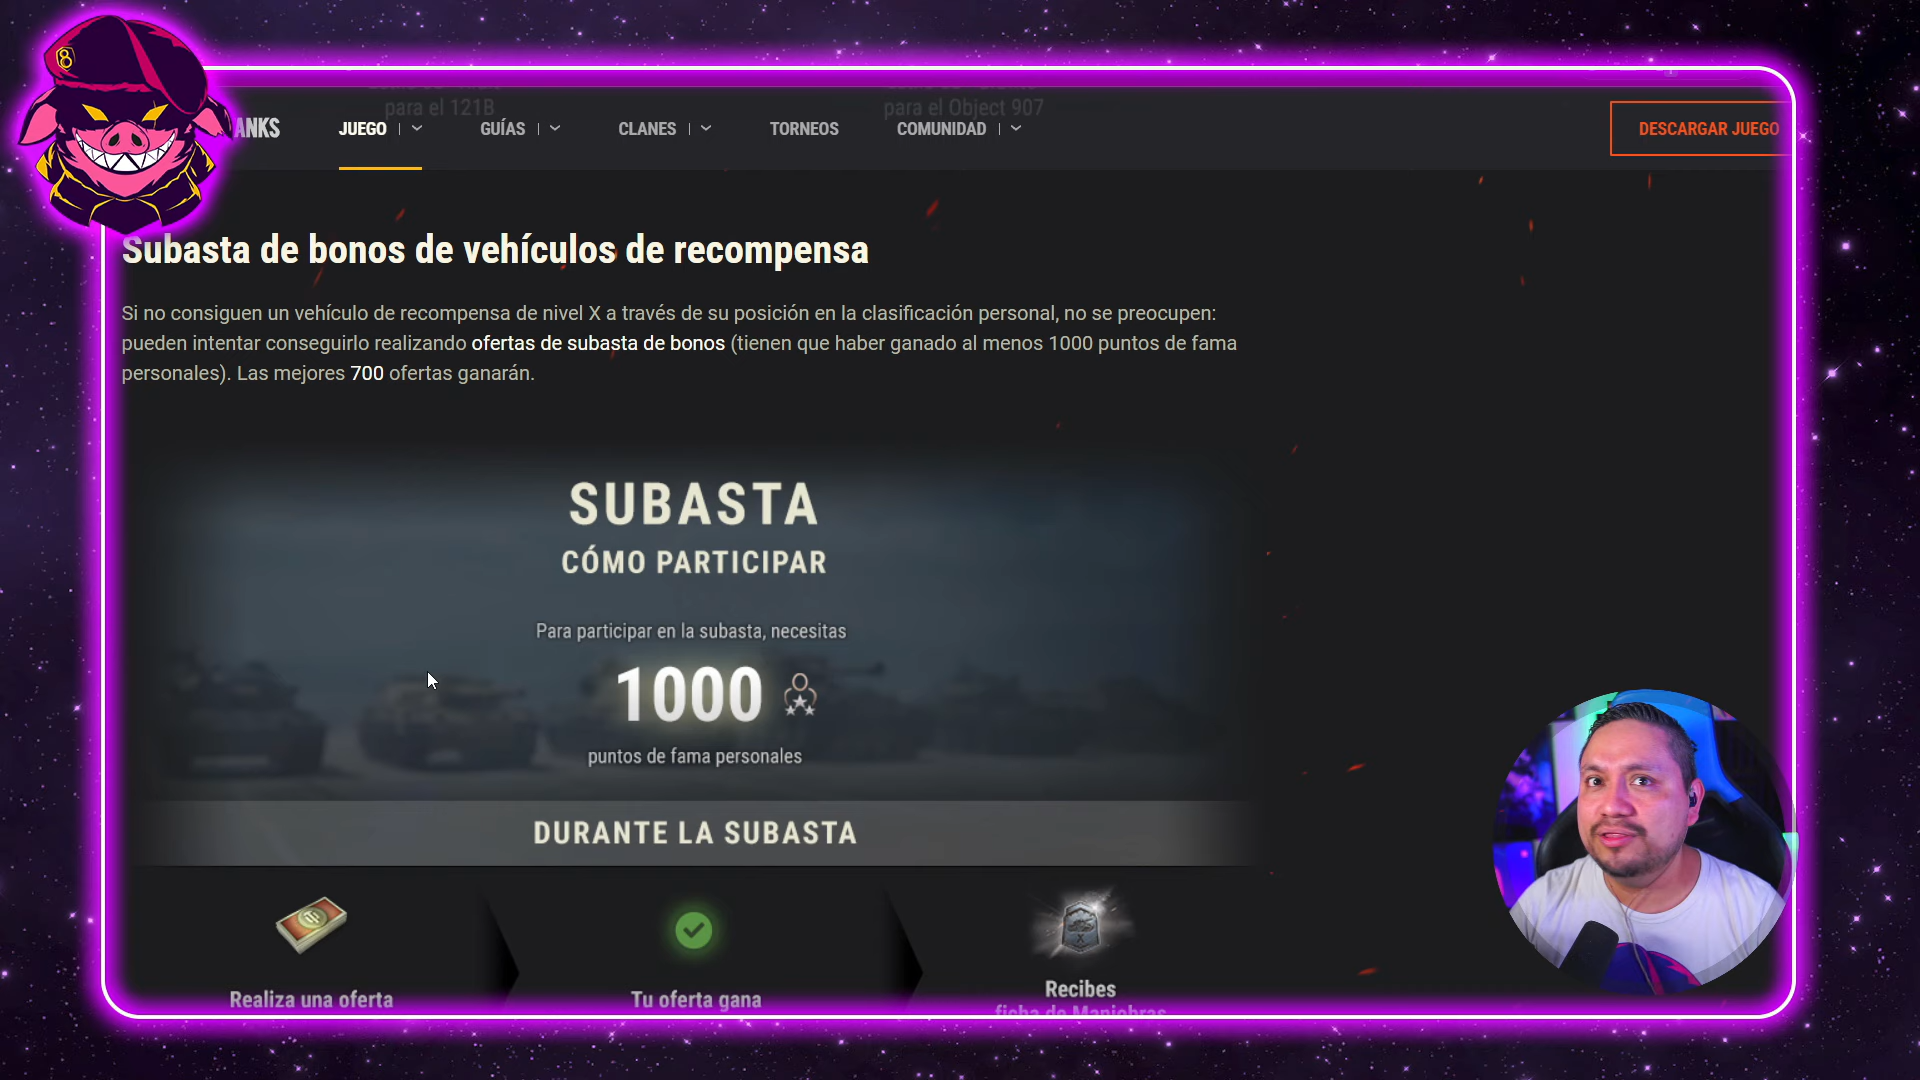 para el 121B
para el Object 907
8
ANKS
JUEGO
GUÍAS
CLANES
TORNEOS
COMUNIDAD
DESCARGAR JUEGO
Subasta de bonos de vehículos de recompensa
Si no consiguen un vehículo de recompensa de nivel X a través de su posición en la clasificación personal, no se preocupen:
pueden intentar conseguirlo realizando ofertas de subasta de bonos (tienen que haber ganado al menos 1000 puntos de fama
personales). Las mejores 700 ofertas ganarán.
SUBASTA
CÓMO PARTICIPAR
Para participar en la subasta, necesitas
1000
puntos de fama personales
DURANTE LA SUBASTA
Realiza una oferta
Tu oferta gana
X
Recibes
ficha de Maniobras